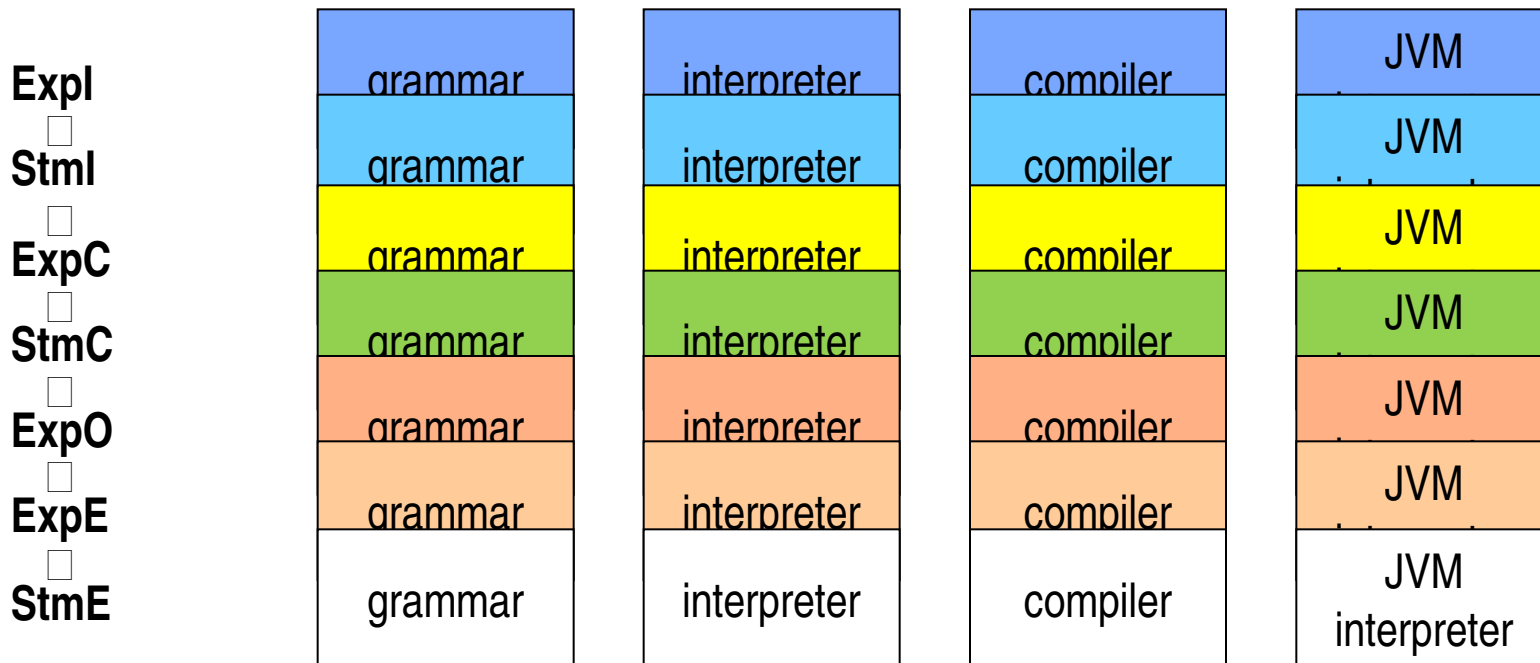 ExpI grammar interpreter compiler JVM
StmI grammar interpreter compiler JVM
ExpC grammar interpreter compiler JVM
StmC grammar interpreter compiler JVM
ExpO grammar interpreter compiler JVM
ExpE grammar interpreter compiler JVM
StmE grammar interpreter compiler JVM
interpreter